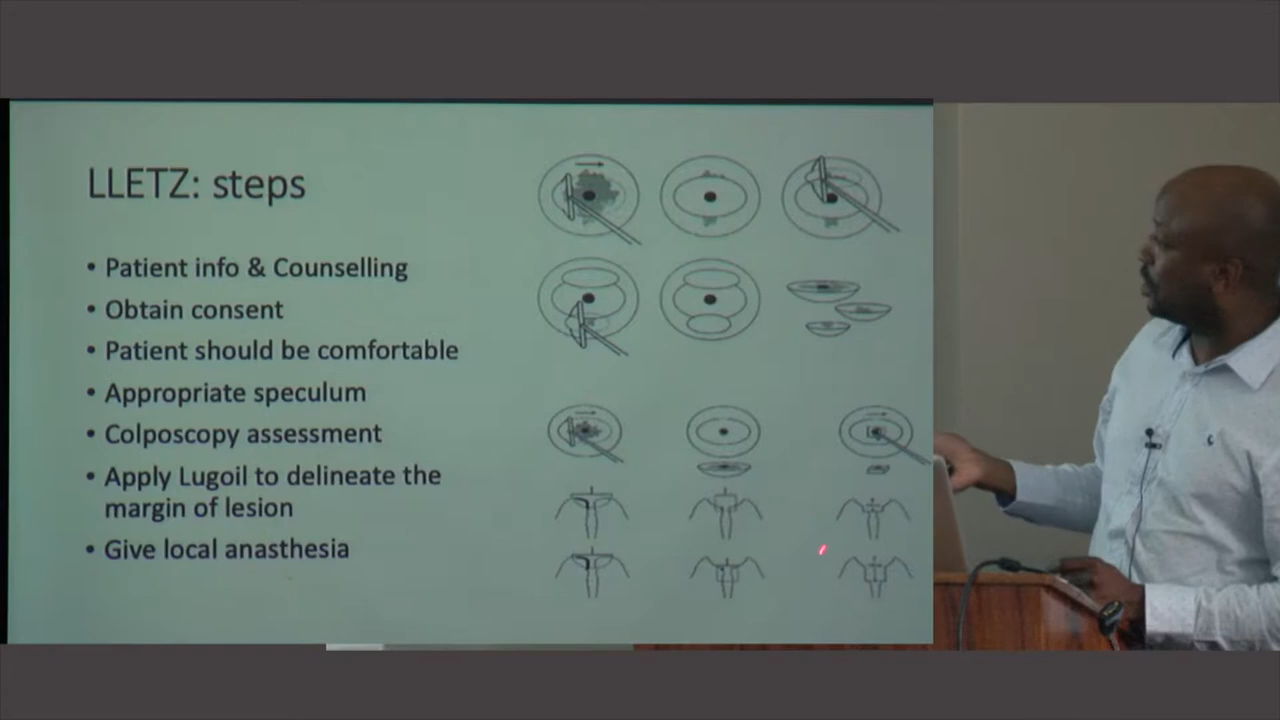 LLETZ: steps
• Patient info & Counselling
• Obtain consent
• Patient should be comfortable
• Appropriate speculum
• Colposcopy assessment
• Apply Lugoil to delineate the
margin of lesion
• Give local anasthesia